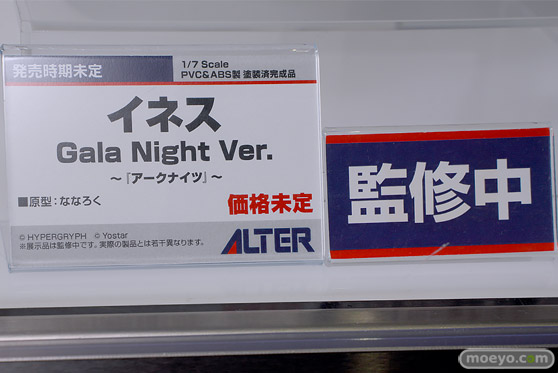 発売時期未定
1/7 Scale
PVC&ABS製 塗装済完成品
イネス
Gala Night Ver.
～『アークナイツ』～
■原型：ななろく
価格未定
© HYPERGRYPH © Yostar
※展示品は監修中です。実際の製品とは若干異なります。
ALTER
監修中
moeyo.com